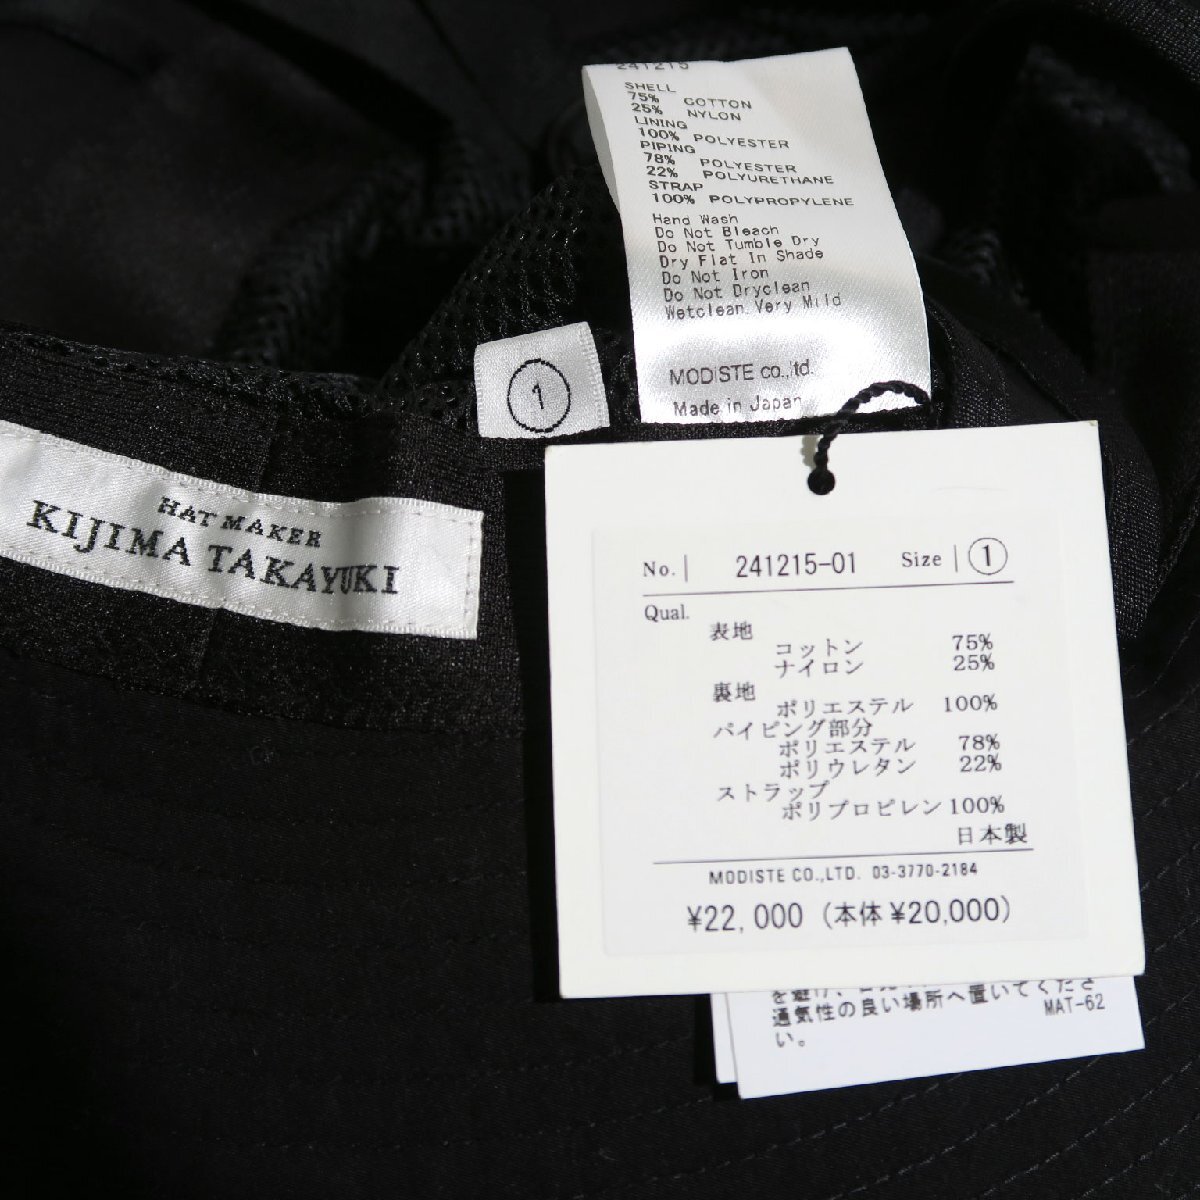 241215
SHELL
75% COTTON
25% NYLON
LINING
100% POLYESTER
PIPING
78% POLYESTER
22% POLYURETHANE
STRAP
100% POLYPROPYLENE
Hand Wash
Do Not Bleach
Do Not Tumble Dry
Dry Flat In Shade
Do Not Iron
Do Not Dryclean
Wetclean Very Mild
MODISTE co.,ltd.
Made in Japan
1
HAT MAKER
KIJIMA TAKAYUKI
No. 241215-01 Size 1
Qual.
表地
コットン 75%
ナイロン 25%
裏地
ポリエステル 100%
パイピング部分
ポリエステル 78%
ポリウレタン 22%
ストラップ
ポリプロピレン 100%
日本製
MODISTE CO.,LTD. 03-3770-2184
¥22,000 (本体 ¥20,000)
を避け、 置いてくださ
通気性の良い場所へ
い。
MAT-62